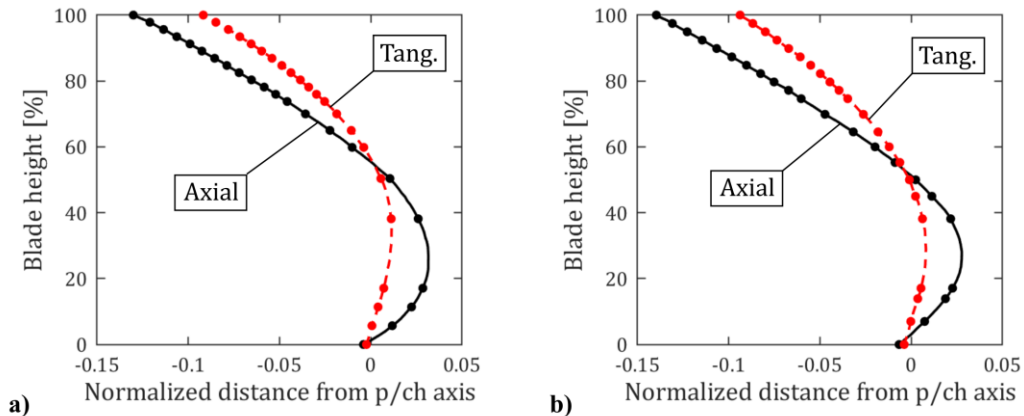 100
80
60
40
20
0
Blade height [%]
Tang.
Axial
-0.15
-0.1
-0.05
0
0.05
Normalized distance from p/ch axis
a)
100
80
60
40
20
0
Blade height [%]
Tang.
Axial
-0.15
-0.1
-0.05
0
0.05
Normalized distance from p/ch axis
b)